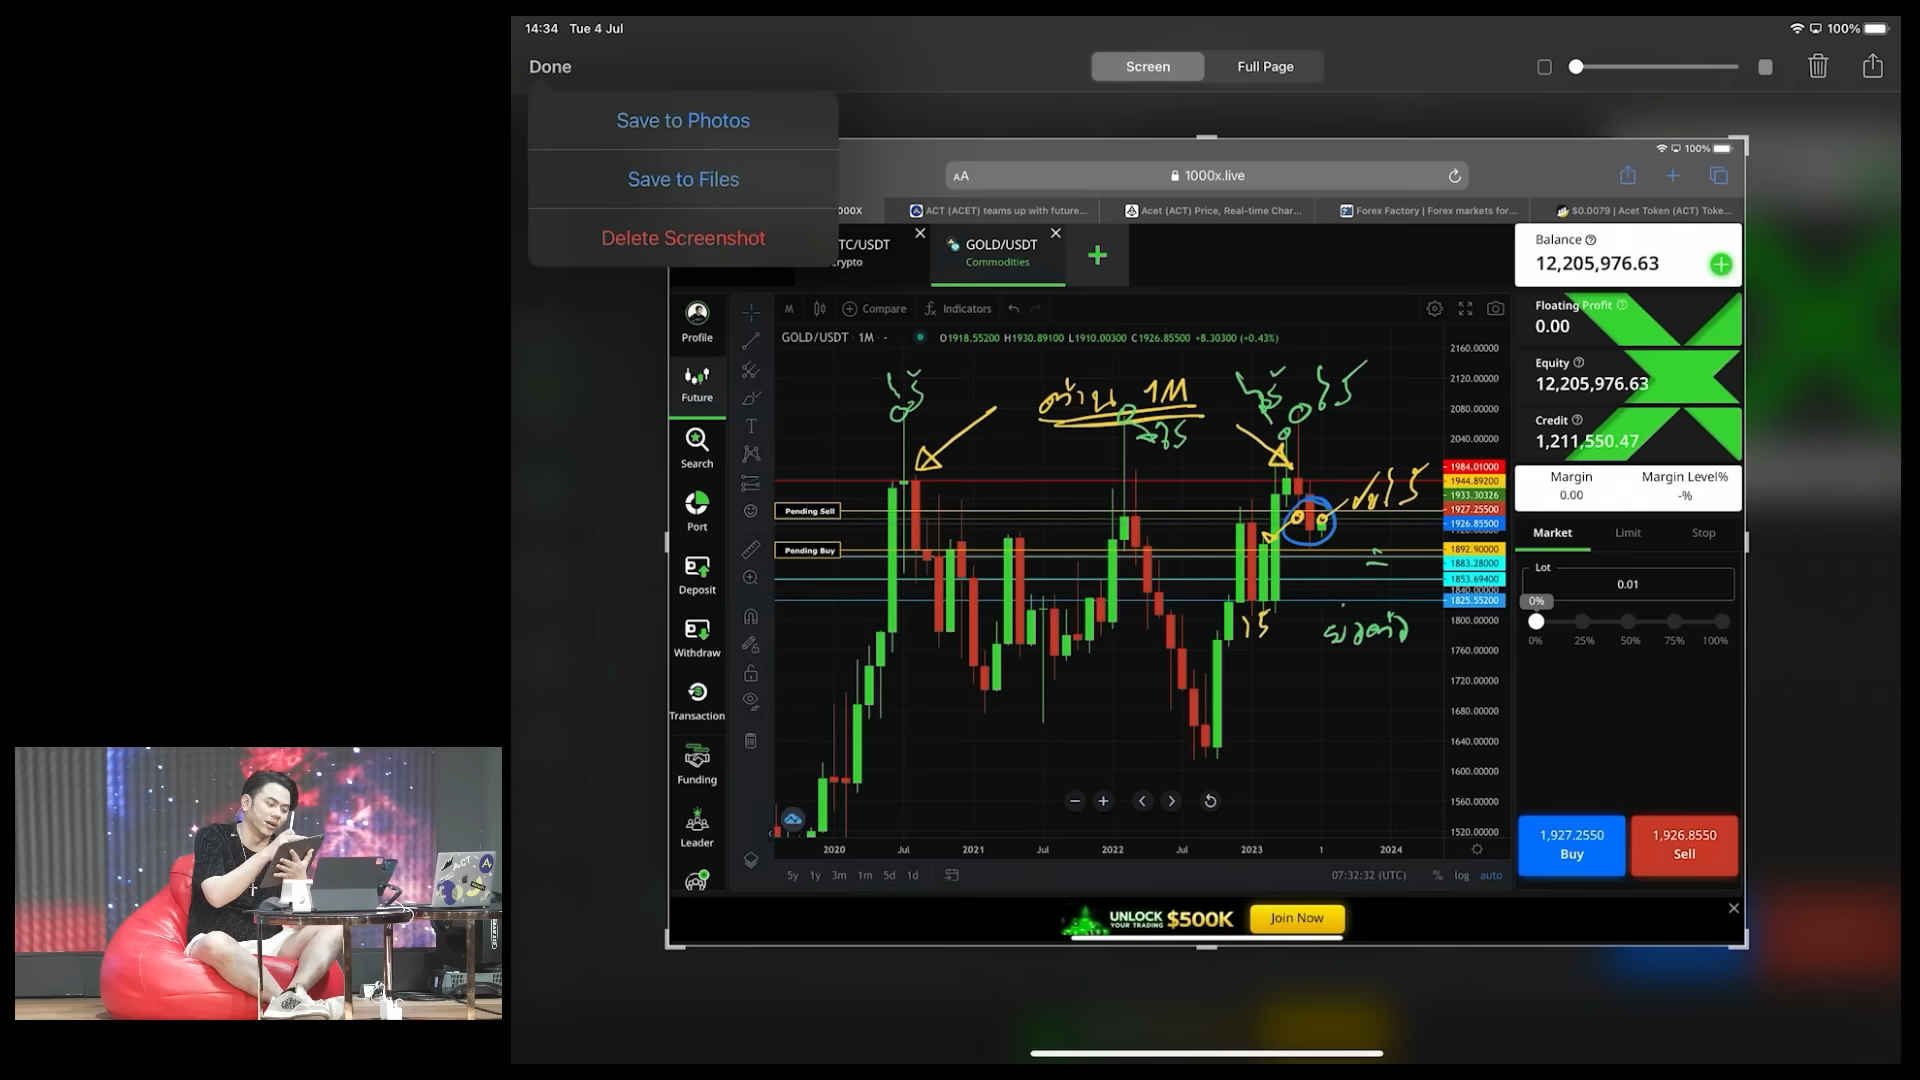 14:34 Tue 4 Jul
100%
Done
Screen
Full Page
Save to Photos
Save to Files
Delete Screenshot
100%
AA
1000x.live
000X
ACT (ACET) teams up with future...
Acet (ACT) Price, Real-time Char...
Forex Factory | Forex markets for...
$0.0079 | Acet Token (ACT) Toke...
TC/USDT
rypto
GOLD/USDT
Commodities
Balance
12,205,976.63
Floating Profit
0.00
Equity
12,205,976.63
Credit
1,211,550.47
Margin
0.00
Margin Level%
-%
Market
Limit
Stop
Lot
0.01
0%
0%
25%
50%
75%
100%
1,927.2550
Buy
1,926.8550
Sell
Profile
Future
Search
Port
Deposit
Withdraw
Transaction
Funding
Leader
M
Compare
Indicators
GOLD/USDT · 1M · -
O1918.55200 H1930.89100 L1910.00300 C1926.85500 +8.30300 (+0.43%)
ต้าน 1M
Pending Sell
Pending Buy
2160.00000
2120.00000
2080.00000
2040.00000
1984.01000
1944.89200
1933.30326
1927.25500
1926.85500
1892.90000
1883.28000
1853.69400
1840.00000
1825.55200
1800.00000
1760.00000
1720.00000
1680.00000
1640.00000
1600.00000
1560.00000
1520.00000
2020
Jul
2021
Jul
2022
Jul
2023
1
2024
5y
1y
3m
1m
5d
1d
07:32:32 (UTC)
%
log
auto
UNLOCK
YOUR TRADING
$500K
Join Now